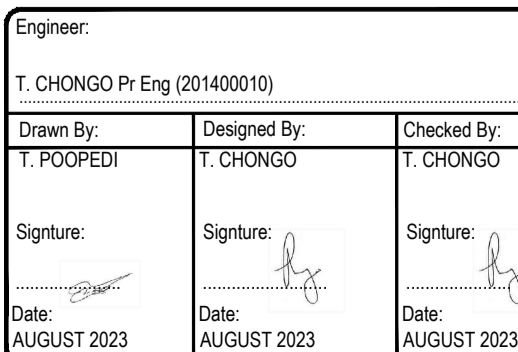 Engineer:
T. CHONGO Pr Eng (201400010)
Drawn By: Designed By: Checked By:
T. POOPEDI T. CHONGO T. CHONGO
Signture: Signture: Signture:
Date: Date: Date:
AUGUST 2023 AUGUST 2023 AUGUST 2023